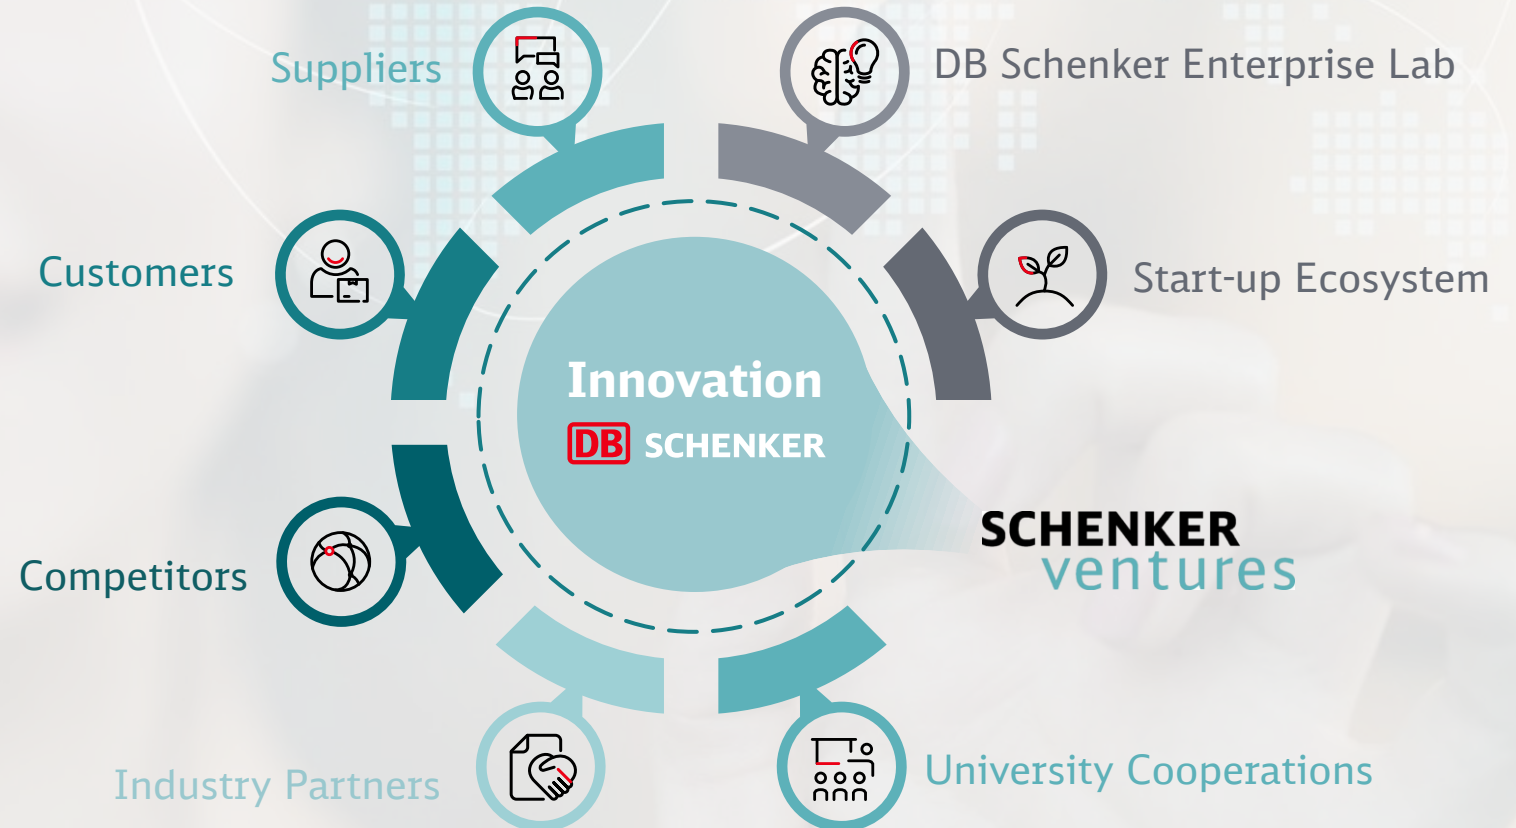 Suppliers
DB Schenker Enterprise Lab
Customers
Start-up Ecosystem
Innovation
DB SCHENKER
SCHENKER
ventures
Competitors
Industry Partners
University Cooperations